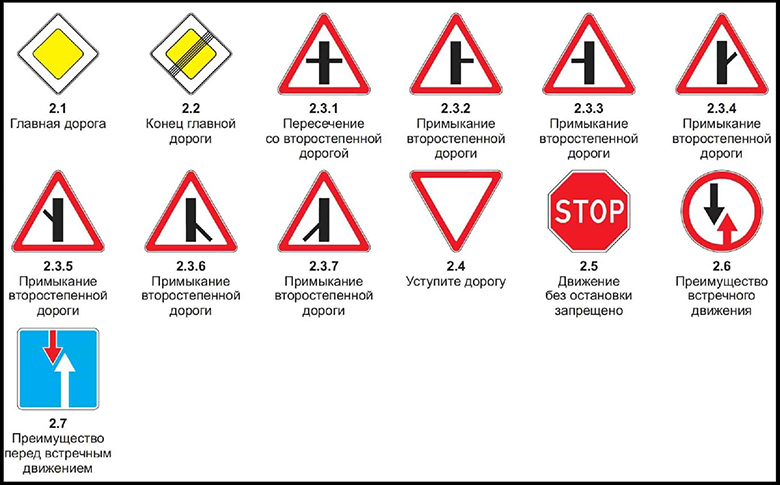 2.1
Главная дорога
2.2
Конец главной
дороги
2.3.1
Пересечение
со второстепенной
дорогой
2.3.2
Примыкание
второстепенной
дороги
2.3.3
Примыкание
второстепенной
дороги
2.3.4
Примыкание
второстепенной
дороги
2.3.5
Примыкание
второстепенной
дороги
2.3.6
Примыкание
второстепенной
дороги
2.3.7
Примыкание
второстепенной
дороги
2.4
Уступите дорогу
STOP
2.5
Движение
без остановки
запрещено
2.6
Преимущество
встречного
движения
2.7
Преимущество
перед встречным
движением